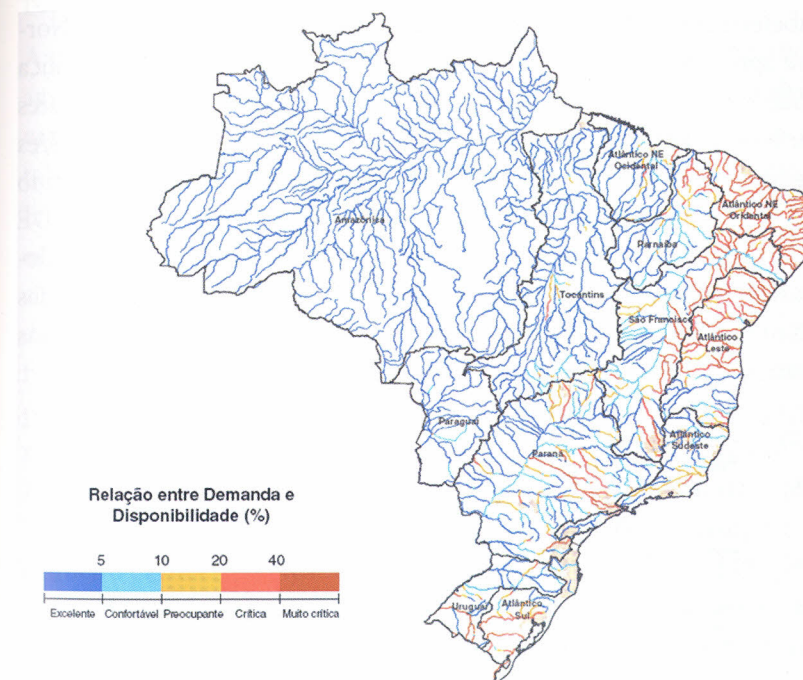 Atlântico NE
Ocidental
Atlântico NE
Oridental
Amazônica
Parnaíba
Tocantins
São Francisco
Atlântico
Leste
Paraguai
Paraná
Atlântico
Sudeste
Relação entre Demanda e
Disponibilidade (%)
5 10 20 40
Excelente Confortável Preocupante Crítica Muito crítica
Uruguai
Atlântico
Sul